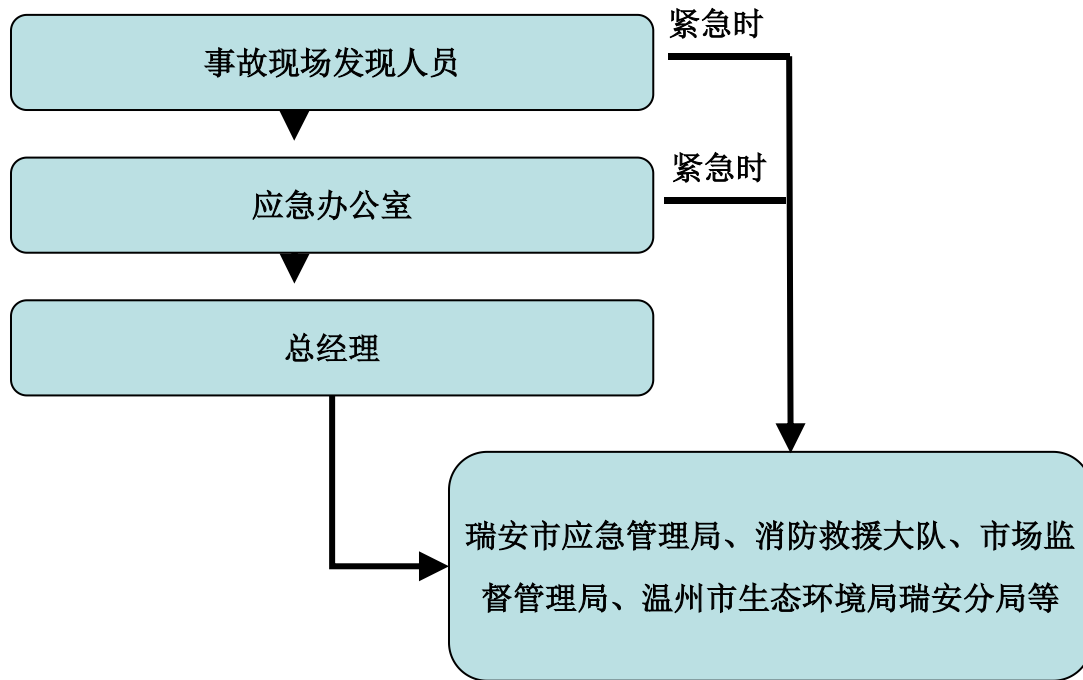 紧急时
事故现场发现人员
紧急时
应急办公室
总经理
瑞安市应急管理局、消防救援大队、市场监
督管理局、温州市生态环境局瑞安分局等